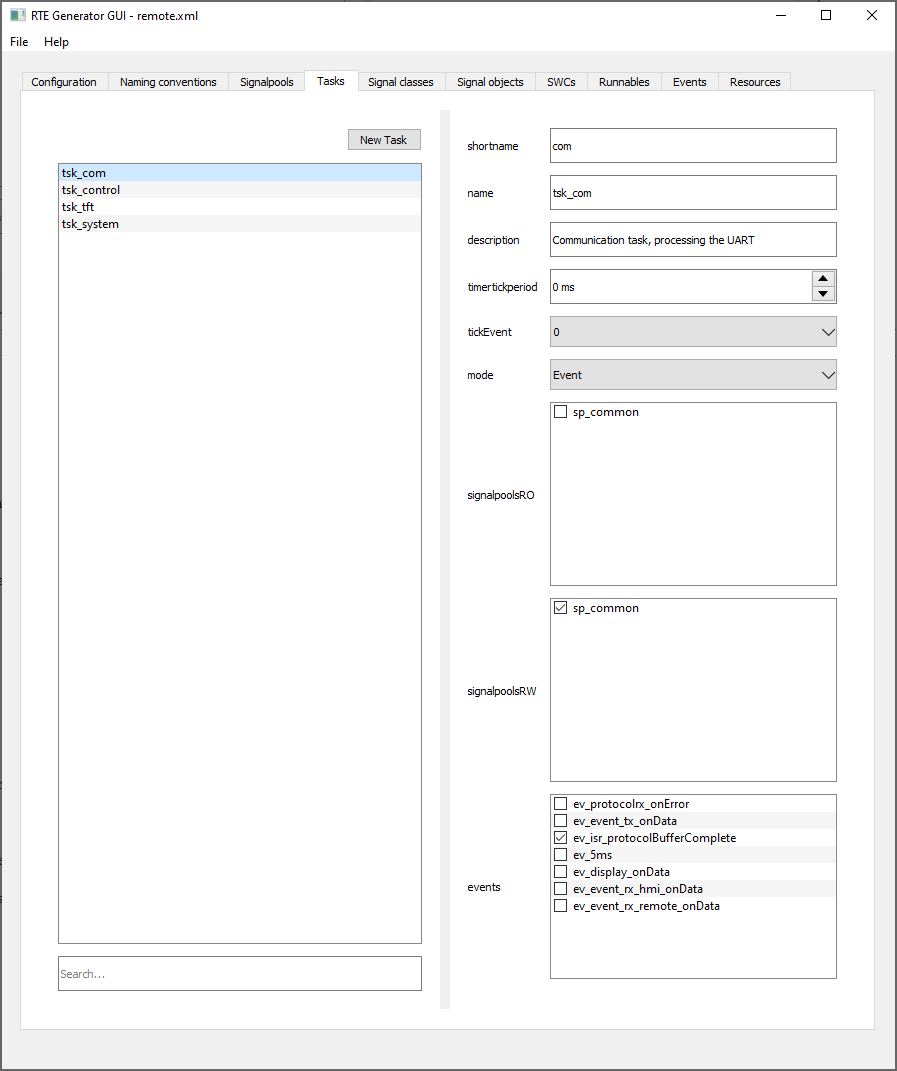 RTE Generator GUI - remote.xml
File Help
Configuration Naming conventions Signalpools Tasks Signal classes Signal objects SWCs Runnables Events Resources
New Task
tsk_com
tsk_control
tsk_tft
tsk_system
Search...
shortname com
name tsk_com
description Communication task, processing the UART
timertickperiod 0 ms
tickEvent 0
mode Event
signalpoolsRO
sp_common
signalpoolsRW
sp_common
events
ev_protocolrx_onError
ev_event_tx_onData
ev_isr_protocolBufferComplete
ev_5ms
ev_display_onData
ev_event_rx_hmi_onData
ev_event_rx_remote_onData